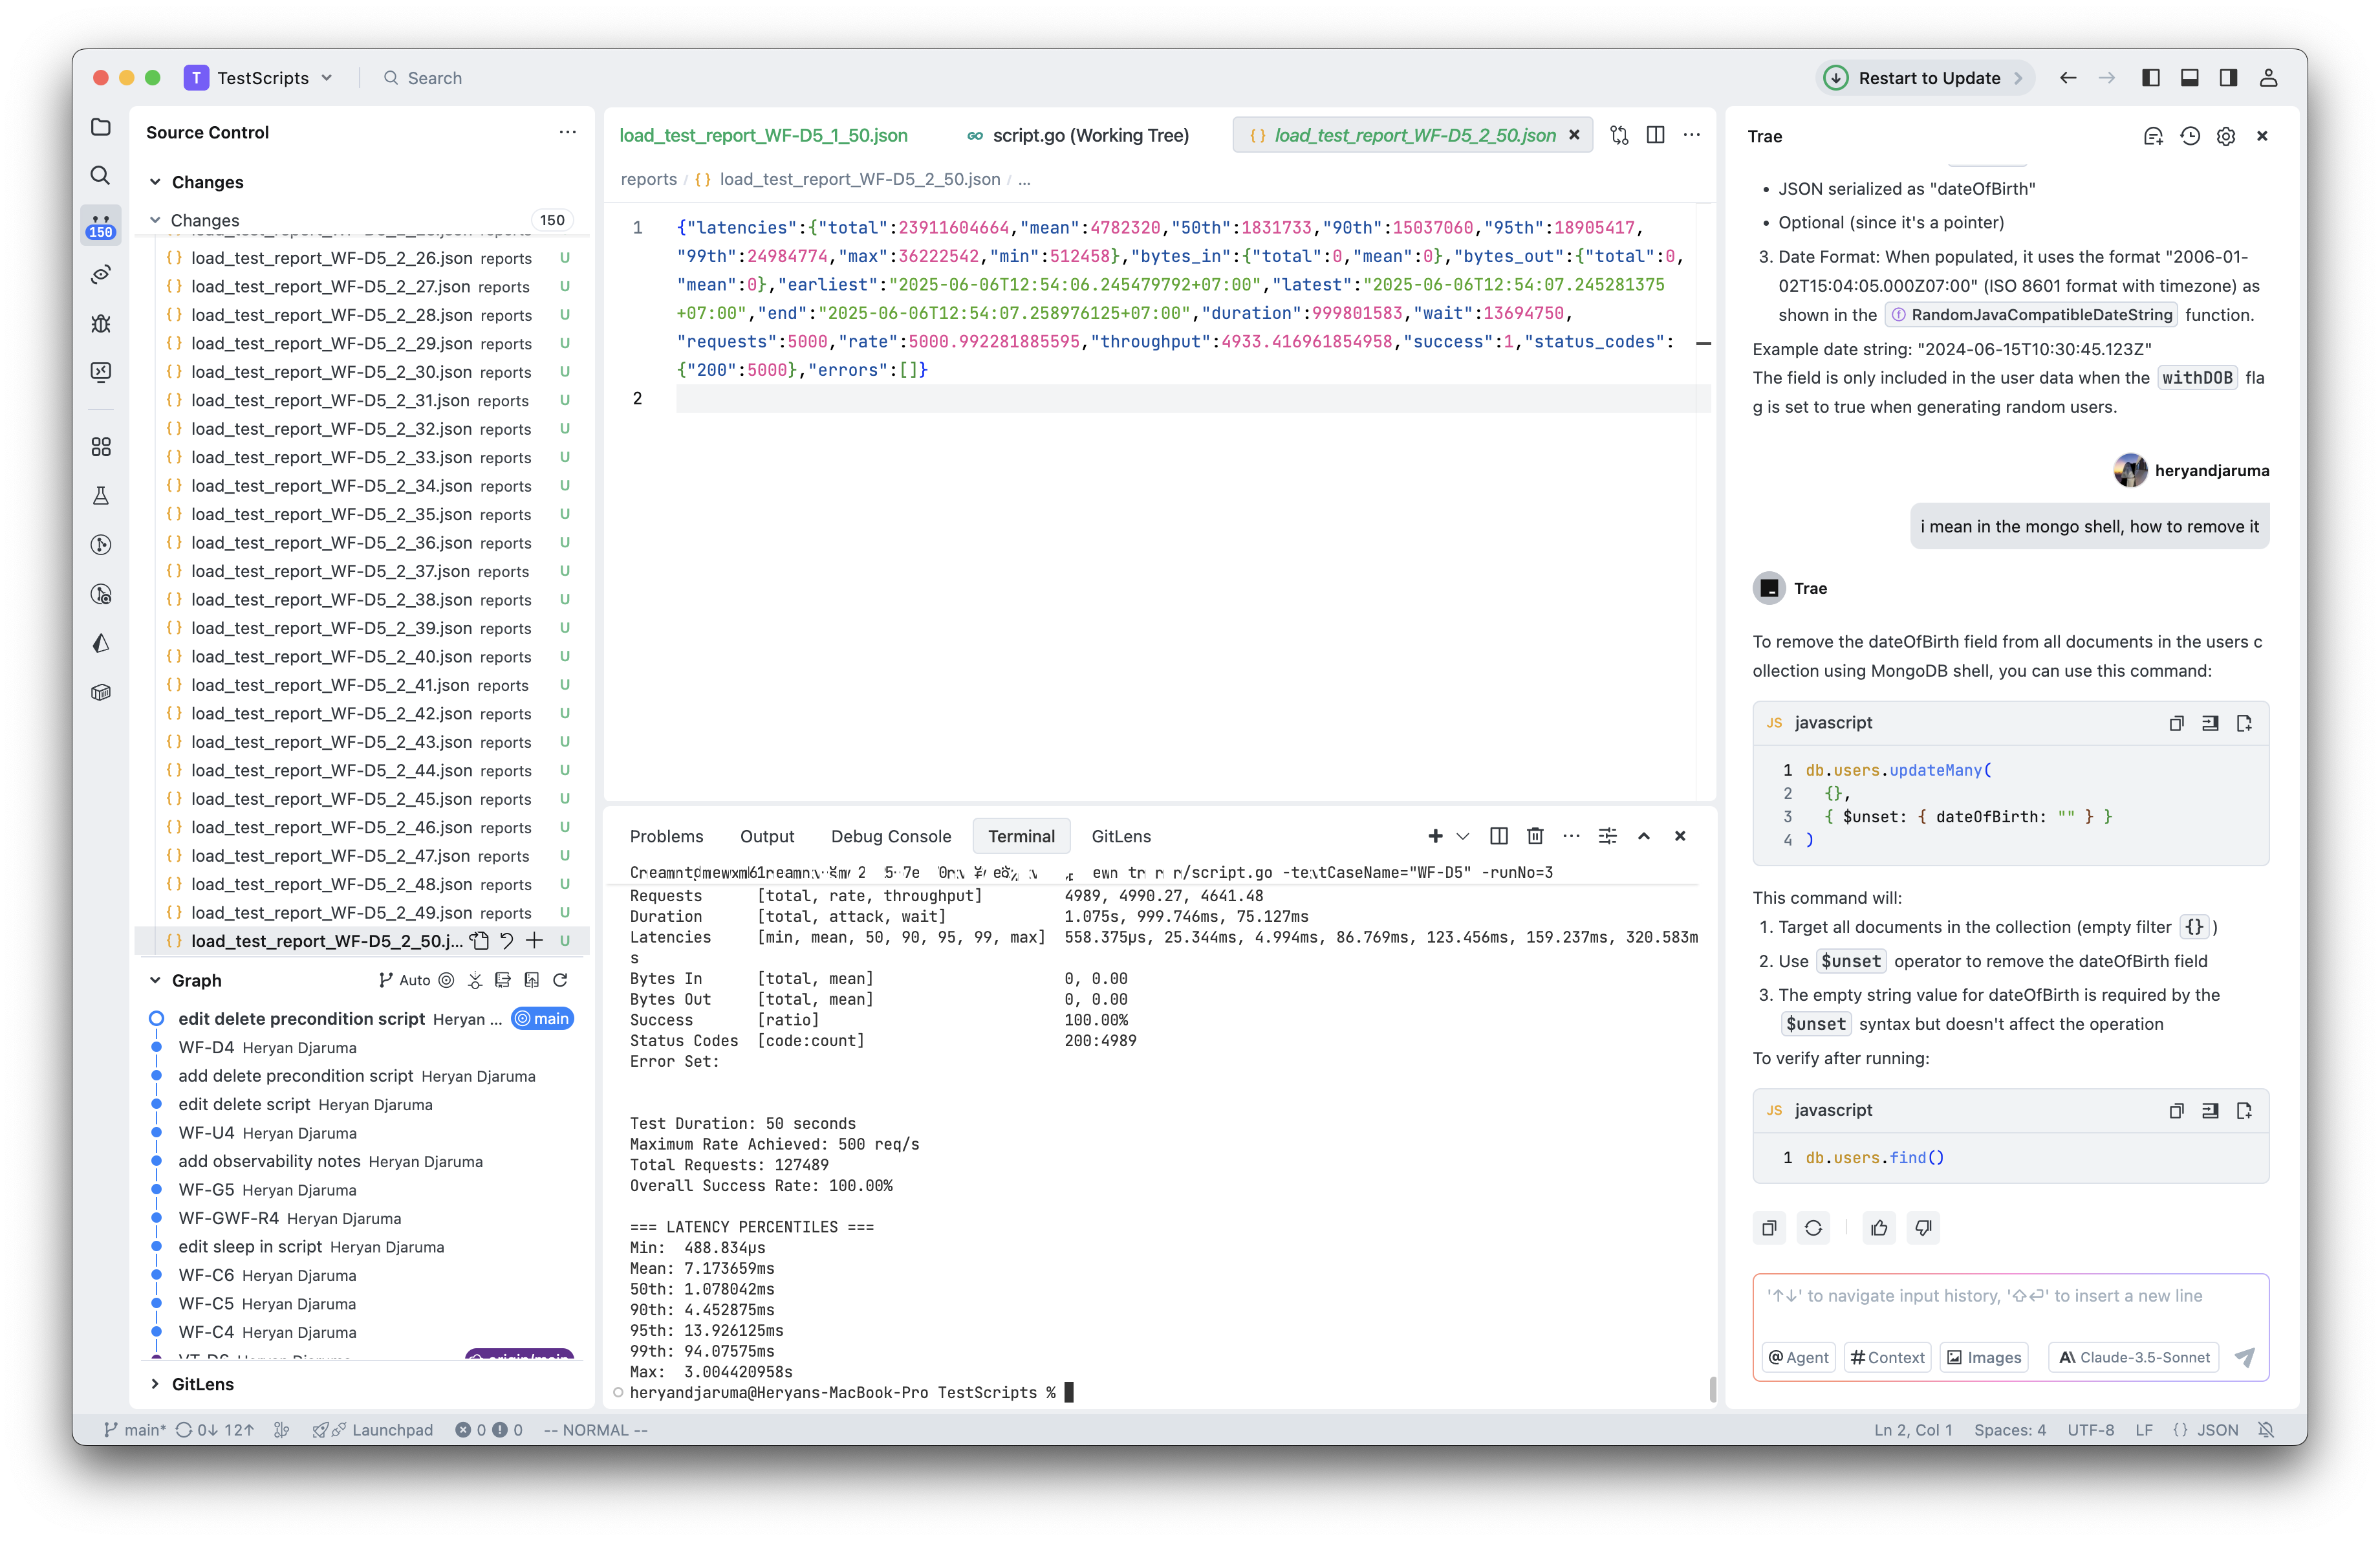 T TestScripts
Search
Restart to Update
Source Control
Changes
Changes 150
150
load_test_report_WF-D5_2_26.json reports U
load_test_report_WF-D5_2_27.json reports U
load_test_report_WF-D5_2_28.json reports U
load_test_report_WF-D5_2_29.json reports U
load_test_report_WF-D5_2_30.json reports U
load_test_report_WF-D5_2_31.json reports U
load_test_report_WF-D5_2_32.json reports U
load_test_report_WF-D5_2_33.json reports U
load_test_report_WF-D5_2_34.json reports U
load_test_report_WF-D5_2_35.json reports U
load_test_report_WF-D5_2_36.json reports U
load_test_report_WF-D5_2_37.json reports U
load_test_report_WF-D5_2_38.json reports U
load_test_report_WF-D5_2_39.json reports U
load_test_report_WF-D5_2_40.json reports U
load_test_report_WF-D5_2_41.json reports U
load_test_report_WF-D5_2_42.json reports U
load_test_report_WF-D5_2_43.json reports U
load_test_report_WF-D5_2_44.json reports U
load_test_report_WF-D5_2_45.json reports U
load_test_report_WF-D5_2_46.json reports U
load_test_report_WF-D5_2_47.json reports U
load_test_report_WF-D5_2_48.json reports U
load_test_report_WF-D5_2_49.json reports U
load_test_report_WF-D5_2_50.j... U
Graph Auto
edit delete precondition script Heryan ... main
WF-D4 Heryan Djaruma
add delete precondition script Heryan Djaruma
edit delete script Heryan Djaruma
WF-U4 Heryan Djaruma
add observability notes Heryan Djaruma
WF-G5 Heryan Djaruma
WF-GWF-R4 Heryan Djaruma
edit sleep in script Heryan Djaruma
WF-C6 Heryan Djaruma
WF-C5 Heryan Djaruma
WF-C4 Heryan Djaruma
GitLens
load_test_report_WF-D5_1_50.json
GO script.go (Working Tree)
{} load_test_report_WF-D5_2_50.json
reports / {} load_test_report_WF-D5_2_50.json / ...
1 {"latencies":{"total":23911604664,"mean":4782320,"50th":1831733,"90th":15037060,"95th":18905417,
"99th":24984774,"max":36222542,"min":512458},"bytes_in":{"total":0,"mean":0},"bytes_out":{"total":0,
"mean":0},"earliest":"2025-06-06T12:54:06.245479792+07:00","latest":"2025-06-06T12:54:07.245281375
+07:00","end":"2025-06-06T12:54:07.258976125+07:00","duration":999801583,"wait":13694750,
"requests":5000,"rate":5000.992281885595,"throughput":4933.416961854958,"success":1,"status_codes":
{"200":5000},"errors":[]}
2
Problems Output Debug Console Terminal GitLens
/script.go -testCaseName="WF-D5" -runNo=3
Requests [total, rate, throughput] 4989, 4990.27, 4641.48
Duration [total, attack, wait] 1.075s, 999.746ms, 75.127ms
Latencies [min, mean, 50, 90, 95, 99, max] 558.375µs, 25.344ms, 4.994ms, 86.769ms, 123.456ms, 159.237ms, 320.583m
s
Bytes In [total, mean] 0, 0.00
Bytes Out [total, mean] 0, 0.00
Success [ratio] 100.00%
Status Codes [code:count] 200:4989
Error Set:
Test Duration: 50 seconds
Maximum Rate Achieved: 500 req/s
Total Requests: 127489
Overall Success Rate: 100.00%
=== LATENCY PERCENTILES ===
Min: 488.834µs
Mean: 7.173659ms
50th: 1.078042ms
90th: 4.452875ms
95th: 13.926125ms
99th: 94.07575ms
Max: 3.004420958s
heryandjaruma@Heryans-MacBook-Pro TestScripts %
Trae
• JSON serialized as "dateOfBirth"
• Optional (since it's a pointer)
3. Date Format: When populated, it uses the format "2006-01-
02T15:04:05.000Z07:00" (ISO 8601 format with timezone) as
shown in the RandomJavaCompatibleDateString function.
Example date string: "2024-06-15T10:30:45.123Z"
The field is only included in the user data when the withDOB fla
g is set to true when generating random users.
heryandjaruma
i mean in the mongo shell, how to remove it
Trae
To remove the dateOfBirth field from all documents in the users c
ollection using MongoDB shell, you can use this command:
JS javascript
1 db.users.updateMany(
2 {},
3 { $unset: { dateOfBirth: "" } }
4 )
This command will:
1. Target all documents in the collection (empty filter {} )
2. Use $unset operator to remove the dateOfBirth field
3. The empty string value for dateOfBirth is required by the
$unset syntax but doesn't affect the operation
To verify after running:
JS javascript
1 db.users.find()
'↑↓' to navigate input history, '⇧⏎' to insert a new line
@ Agent # Context Images A\ Claude-3.5-Sonnet
main* 0↓ 12↑ Launchpad 0 0 -- NORMAL --
Ln 2, Col 1 Spaces: 4 UTF-8 LF {} JSON